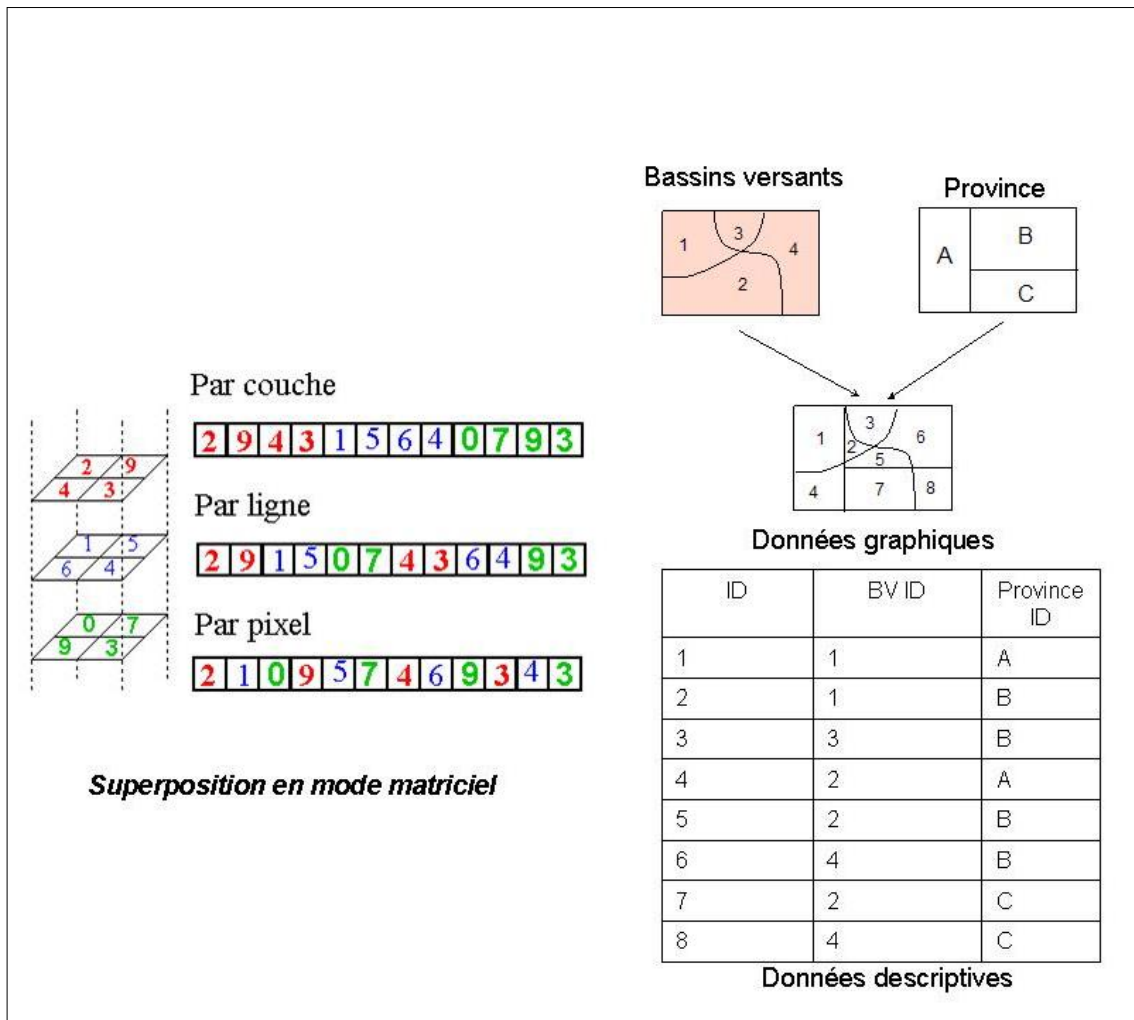 Par couche
2 9 4 3 1 5 6 4 0 7 9 3
Par ligne
2 9 1 5 0 7 4 3 6 4 9 3
Par pixel
2 1 0 9 5 7 4 6 9 3 4 3
2 9
4 3
1 5
6 4
0 7
9 3
Superposition en mode matriciel
Bassins versants
1 3 4
2
Province
A B
C
1 2 3 6
5
4 7 8
Données graphiques
ID BV ID Province
ID
1 1 A
2 1 B
3 3 B
4 2 A
5 2 B
6 4 B
7 2 C
8 4 C
Données descriptives